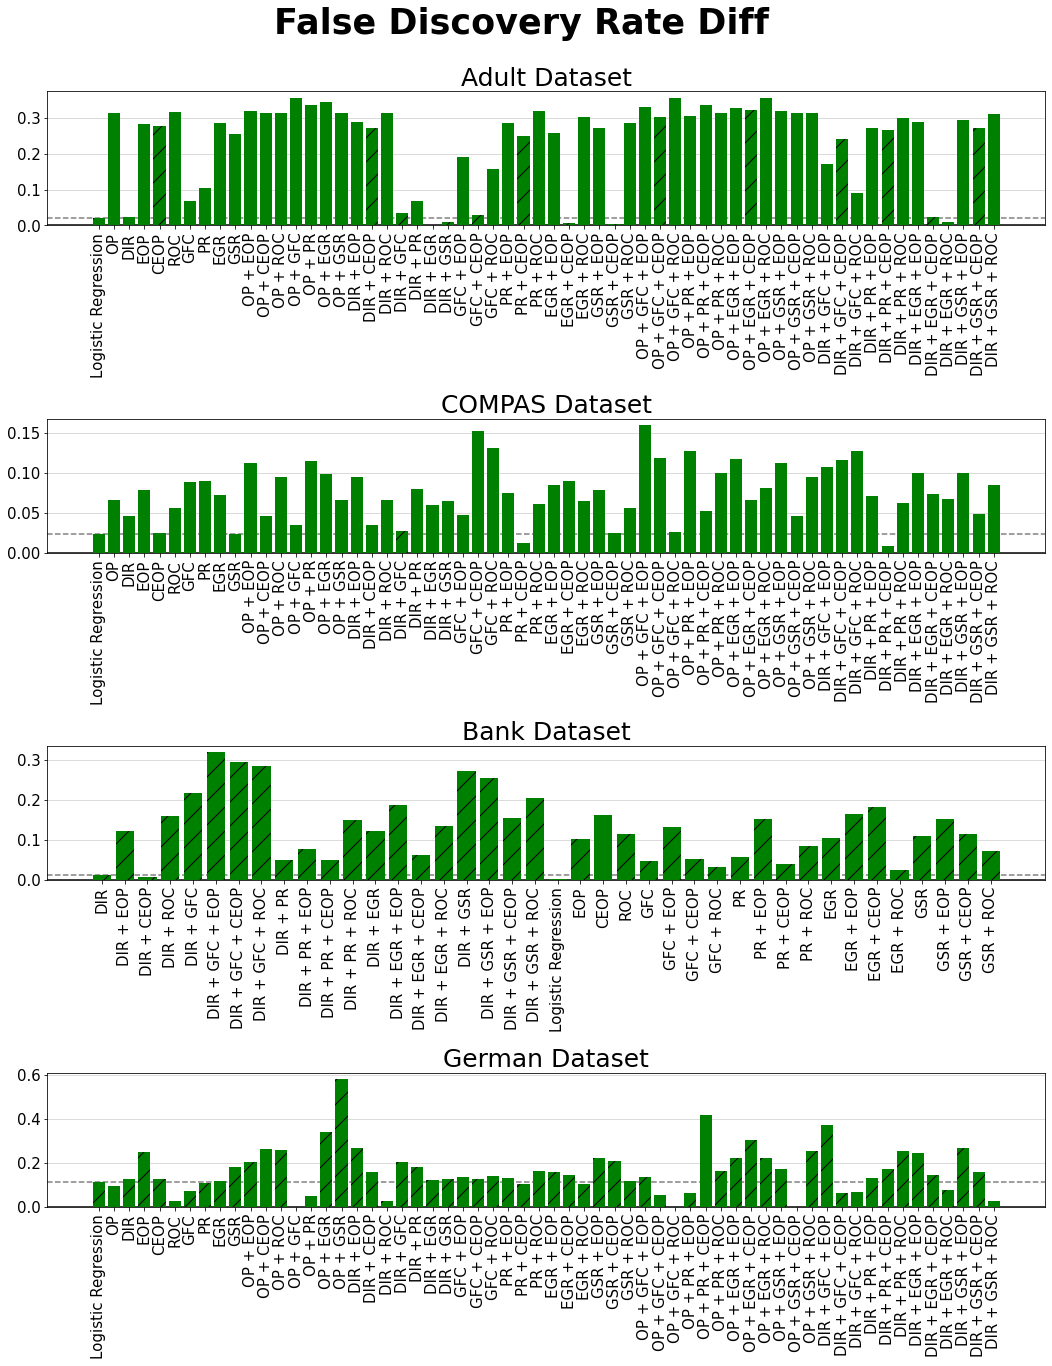 False Discovery Rate Diff
Adult Dataset
0.3
0.2
0.1
0.0
Logistic Regression
OP
DIR
EOP
CEOP
ROC
GFC
PR
EGR
GSR
OP + EOP
OP + CEOP
OP + ROC
OP + GFC
OP + PR
OP + EGR
OP + GSR
DIR + EOP
DIR + CEOP
DIR + ROC
DIR + GFC
DIR + PR
DIR + EGR
DIR + GSR
GFC + EOP
GFC + CEOP
GFC + ROC
PR + EOP
PR + CEOP
PR + ROC
EGR + EOP
EGR + CEOP
EGR + ROC
GSR + EOP
GSR + CEOP
GSR + ROC
OP + GFC + EOP
OP + GFC + CEOP
OP + GFC + ROC
OP + PR + EOP
OP + PR + CEOP
OP + PR + ROC
OP + EGR + EOP
OP + EGR + CEOP
OP + EGR + ROC
OP + GSR + EOP
OP + GSR + CEOP
OP + GSR + ROC
DIR + GFC + EOP
DIR + GFC + CEOP
DIR + GFC + ROC
DIR + PR + EOP
DIR + PR + CEOP
DIR + PR + ROC
DIR + EGR + EOP
DIR + EGR + CEOP
DIR + EGR + ROC
DIR + GSR + EOP
DIR + GSR + CEOP
DIR + GSR + ROC
COMPAS Dataset
0.15
0.10
0.05
0.00
Logistic Regression
OP
DIR
EOP
CEOP
ROC
GFC
PR
EGR
GSR
OP + EOP
OP + CEOP
OP + ROC
OP + GFC
OP + PR
OP + EGR
OP + GSR
DIR + EOP
DIR + CEOP
DIR + ROC
DIR + GFC
DIR + PR
DIR + EGR
DIR + GSR
GFC + EOP
GFC + CEOP
GFC + ROC
PR + EOP
PR + CEOP
PR + ROC
EGR + EOP
EGR + CEOP
EGR + ROC
GSR + EOP
GSR + CEOP
GSR + ROC
OP + GFC + EOP
OP + GFC + CEOP
OP + GFC + ROC
OP + PR + EOP
OP + PR + CEOP
OP + PR + ROC
OP + EGR + EOP
OP + EGR + CEOP
OP + EGR + ROC
OP + GSR + EOP
OP + GSR + CEOP
OP + GSR + ROC
DIR + GFC + EOP
DIR + GFC + CEOP
DIR + GFC + ROC
DIR + PR + EOP
DIR + PR + CEOP
DIR + PR + ROC
DIR + EGR + EOP
DIR + EGR + CEOP
DIR + EGR + ROC
DIR + GSR + EOP
DIR + GSR + CEOP
DIR + GSR + ROC
Bank Dataset
0.3
0.2
0.1
0.0
DIR
DIR + EOP
DIR + CEOP
DIR + ROC
DIR + GFC
DIR + GFC + EOP
DIR + GFC + CEOP
DIR + GFC + ROC
DIR + PR
DIR + PR + EOP
DIR + PR + CEOP
DIR + PR + ROC
DIR + EGR
DIR + EGR + EOP
DIR + EGR + CEOP
DIR + EGR + ROC
DIR + GSR
DIR + GSR + EOP
DIR + GSR + CEOP
DIR + GSR + ROC
Logistic Regression
EOP
CEOP
ROC
GFC
GFC + EOP
GFC + CEOP
GFC + ROC
PR
PR + EOP
PR + CEOP
PR + ROC
EGR
EGR + EOP
EGR + CEOP
EGR + ROC
GSR
GSR + EOP
GSR + CEOP
GSR + ROC
German Dataset
0.6
0.4
0.2
0.0
Logistic Regression
OP
DIR
EOP
CEOP
ROC
GFC
PR
EGR
GSR
OP + EOP
OP + CEOP
OP + ROC
OP + GFC
OP + PR
OP + EGR
OP + GSR
DIR + EOP
DIR + CEOP
DIR + ROC
DIR + GFC
DIR + PR
DIR + EGR
DIR + GSR
GFC + EOP
GFC + CEOP
GFC + ROC
PR + EOP
PR + CEOP
PR + ROC
EGR + EOP
EGR + CEOP
EGR + ROC
GSR + EOP
GSR + CEOP
GSR + ROC
OP + GFC + EOP
OP + GFC + CEOP
OP + GFC + ROC
OP + PR + EOP
OP + PR + CEOP
OP + PR + ROC
OP + EGR + EOP
OP + EGR + CEOP
OP + EGR + ROC
OP + GSR + EOP
OP + GSR + CEOP
OP + GSR + ROC
DIR + GFC + EOP
DIR + GFC + CEOP
DIR + GFC + ROC
DIR + PR + EOP
DIR + PR + CEOP
DIR + PR + ROC
DIR + EGR + EOP
DIR + EGR + CEOP
DIR + EGR + ROC
DIR + GSR + EOP
DIR + GSR + CEOP
DIR + GSR + ROC